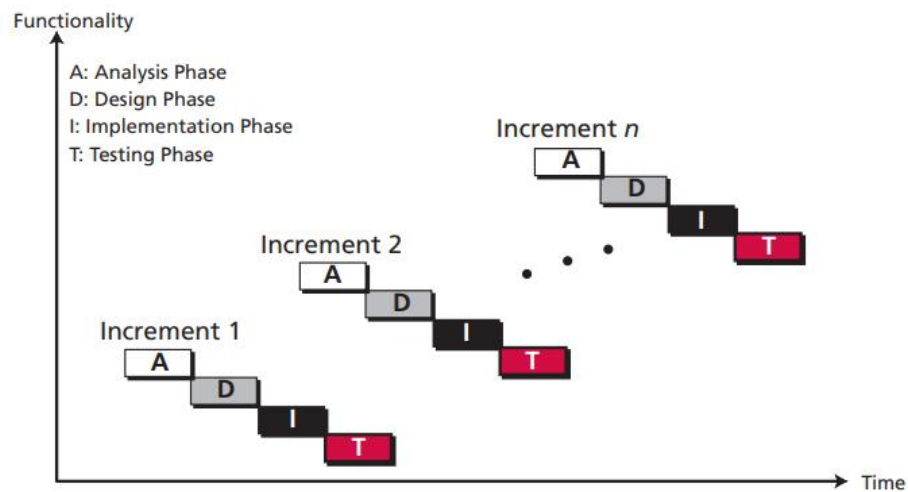 Functionality
A: Analysis Phase
D: Design Phase
I: Implementation Phase
T: Testing Phase
Increment n
A
D
I
T
Increment 2
A
D
I
T
Increment 1
A
D
I
T
Time